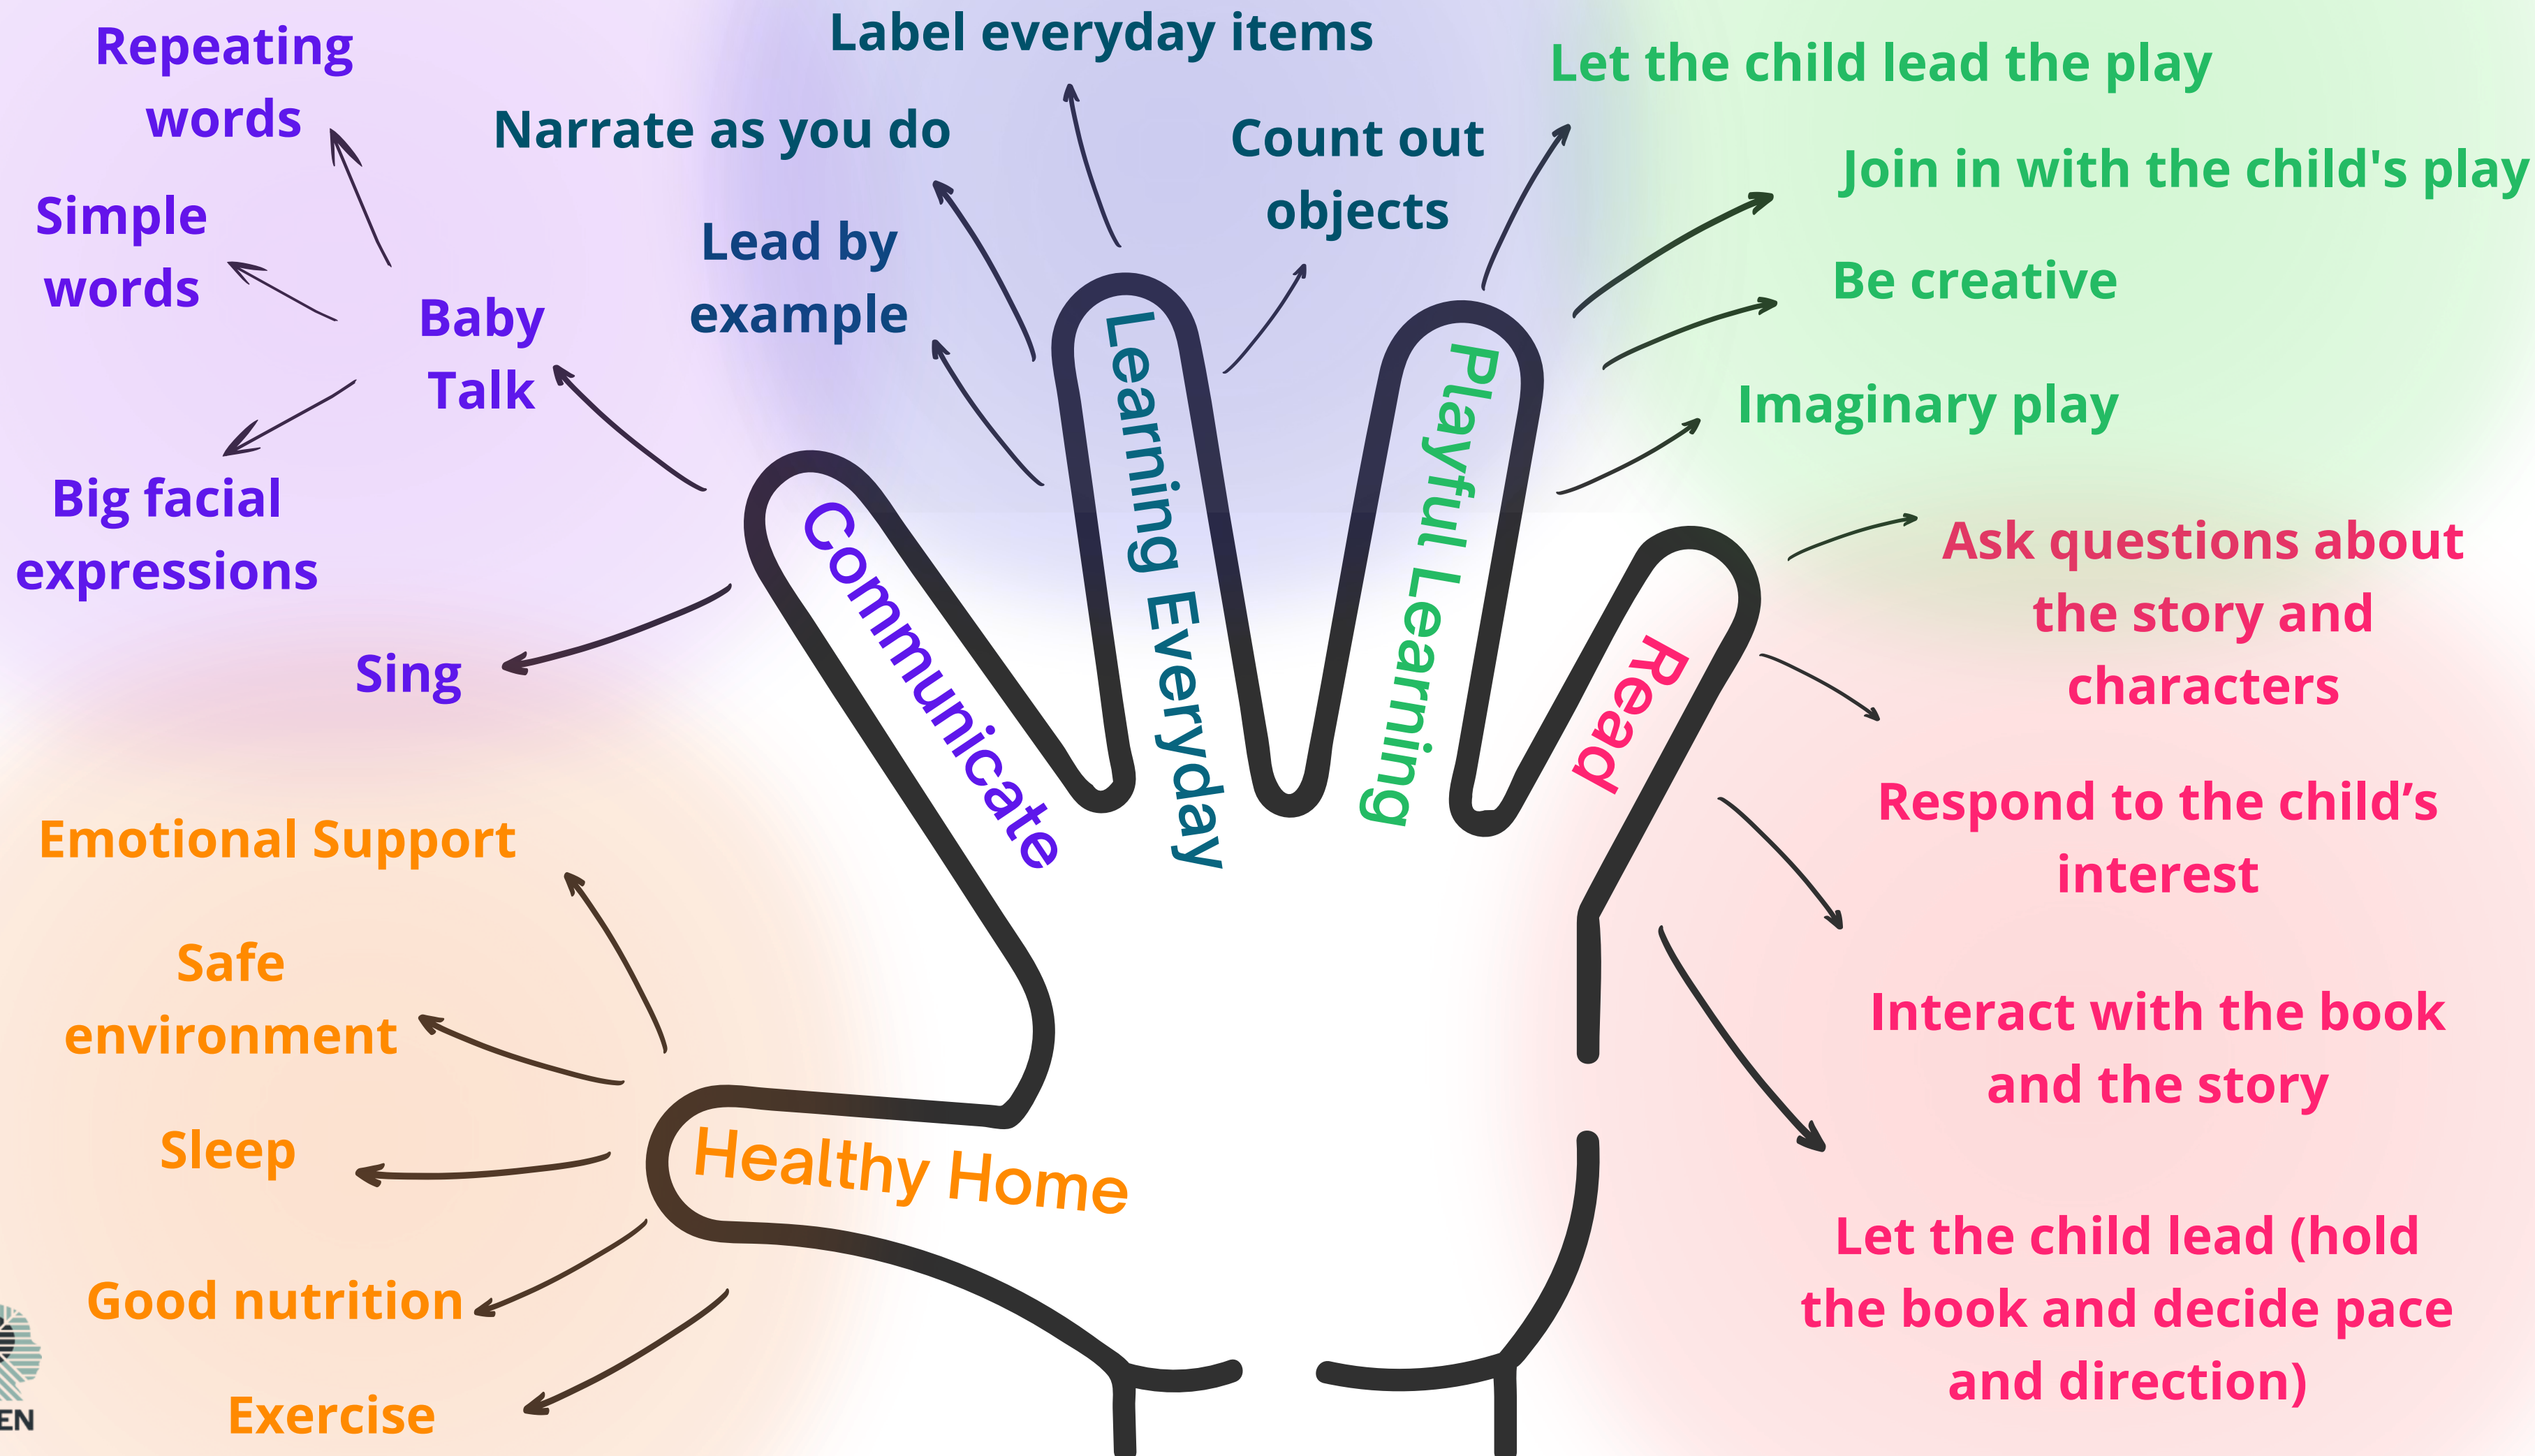 Repeating
words
Simple
words
Baby
Talk
Big facial
expressions
Sing
Communicate
Label everyday items
Narrate as you do
Count out
objects
Lead by
example
Learning Everyday
Let the child lead the play
Join in with the child's play
Be creative
Imaginary play
Playful Learning
Ask questions about
the story and
characters
Respond to the child’s
interest
Interact with the book
and the story
Let the child lead (hold
the book and decide pace
and direction)
Read
Emotional Support
Safe
environment
Sleep
Good nutrition
Exercise
Healthy Home